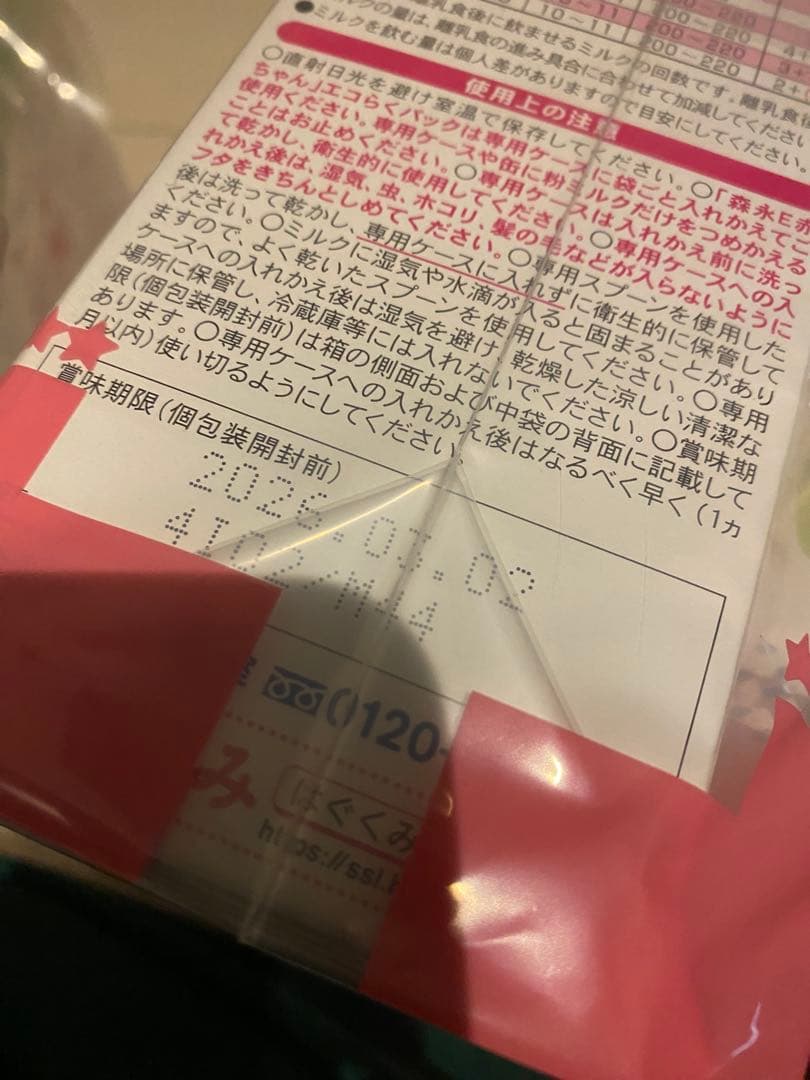 10～11
200～220
200～220
2+
●ミルクの量は、離乳食後に飲ませるミルクの回数です。離乳食後
ミルクを飲む量は個人差がありますので目安にしてください。
使用上の注意
○直射日光を避け室温で保存してください。○「森永E赤
ちゃん」エコらくパックは専用ケースに袋ごと入れかえてご
使用ください。専用ケースや缶に粉ミルクだけをつめかえる
ことはお止めください。○専用ケースは入れかえ前に洗っ
て乾かし、衛生的に使用してください。○専用ケースへの入
れかえ後は、湿気、虫、ホコリ、髪の毛などが入らないように
フタをきちんとしめてください。○専用スプーンを使用した
後は洗って乾かし、専用ケースに入れずに衛生的に保管して
ください。○ミルクに湿気や水滴が入ると固まることがあり
ますので、よく乾いたスプーンを使用してください。○専用
ケースへの入れかえ後は湿気を避け、乾燥した涼しい清潔な
場所に保管し、冷蔵庫等には入れないでください。○賞味期
限（個包装開封前）は箱の側面および中袋の背面に記載して
あります。○専用ケースへの入れかえ後はなるべく早く（1ヵ
月以内）使い切るようにしてください。
賞味期限（個包装開封前）
2026.03.02
4I02/M14
0120-
み
はぐくみ
https://ssl.